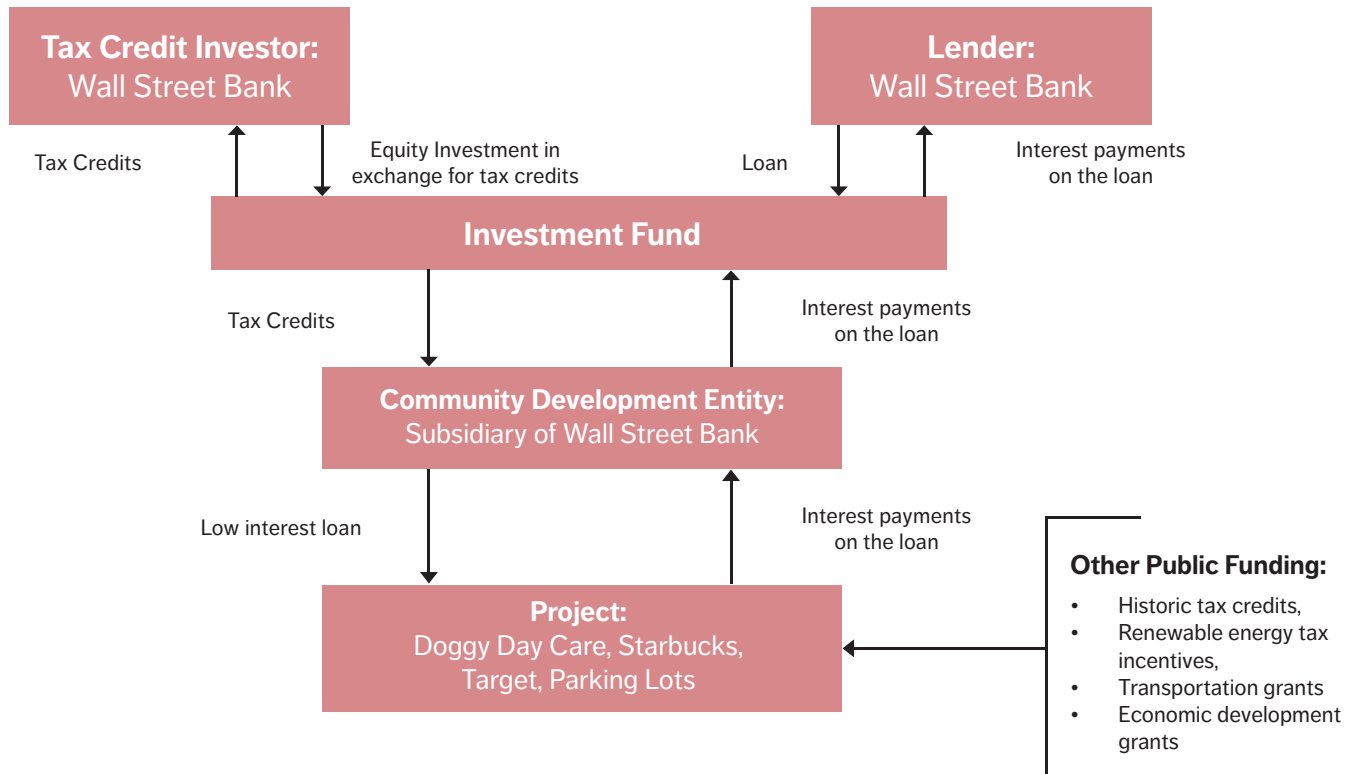 Tax Credit Investor:
Wall Street Bank
Lender:
Wall Street Bank
Tax Credits
Equity Investment in
exchange for tax credits
Loan
Interest payments
on the loan
Investment Fund
Tax Credits
Interest payments
on the loan
Community Development Entity:
Subsidiary of Wall Street Bank
Low interest loan
Interest payments
on the loan
Project:
Doggy Day Care, Starbucks,
Target, Parking Lots
Other Public Funding:
• Historic tax credits,
• Renewable energy tax
incentives,
• Transportation grants
• Economic development
grants